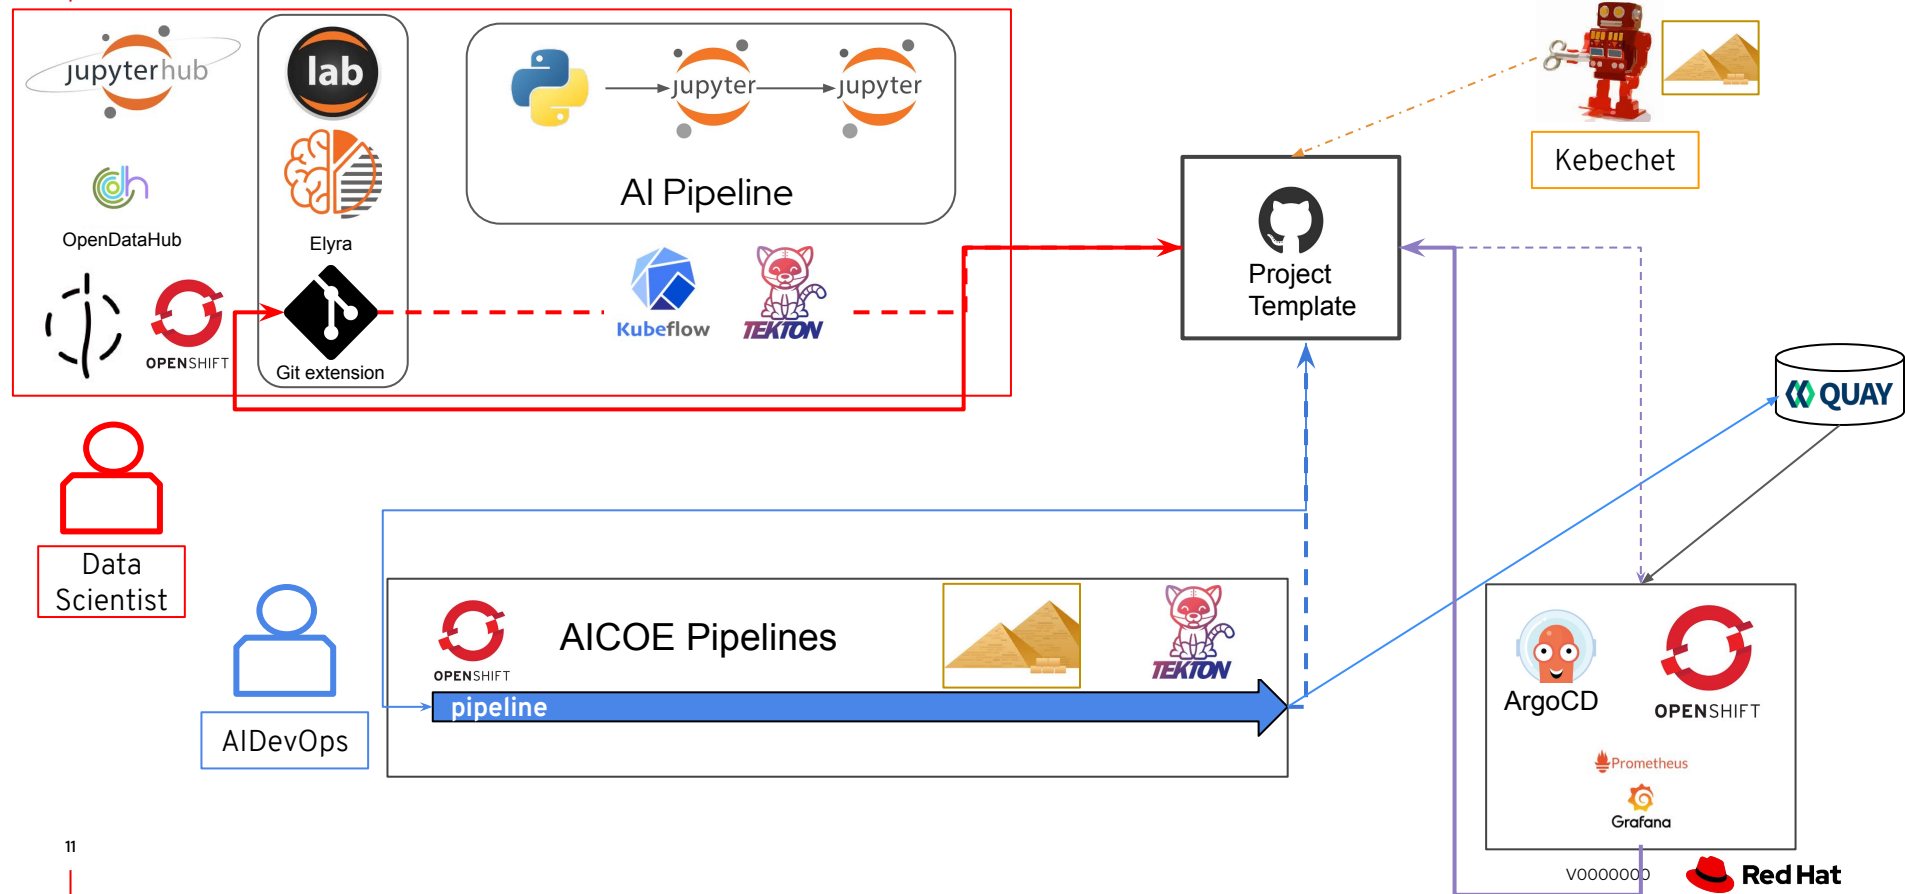 jupyterhub
lab
jupyter
jupyter
AI Pipeline
OpenDataHub
Elyra
OPENSHIFT
Git extension
Kubeflow
TEKTON
Kebechet
Project
Template
QUAY
Data
Scientist
AIDevOps
OPENSHIFT
AICOE Pipelines
TEKTON
pipeline
ArgoCD
OPENSHIFT
Prometheus
Grafana
11
V0000000
Red Hat